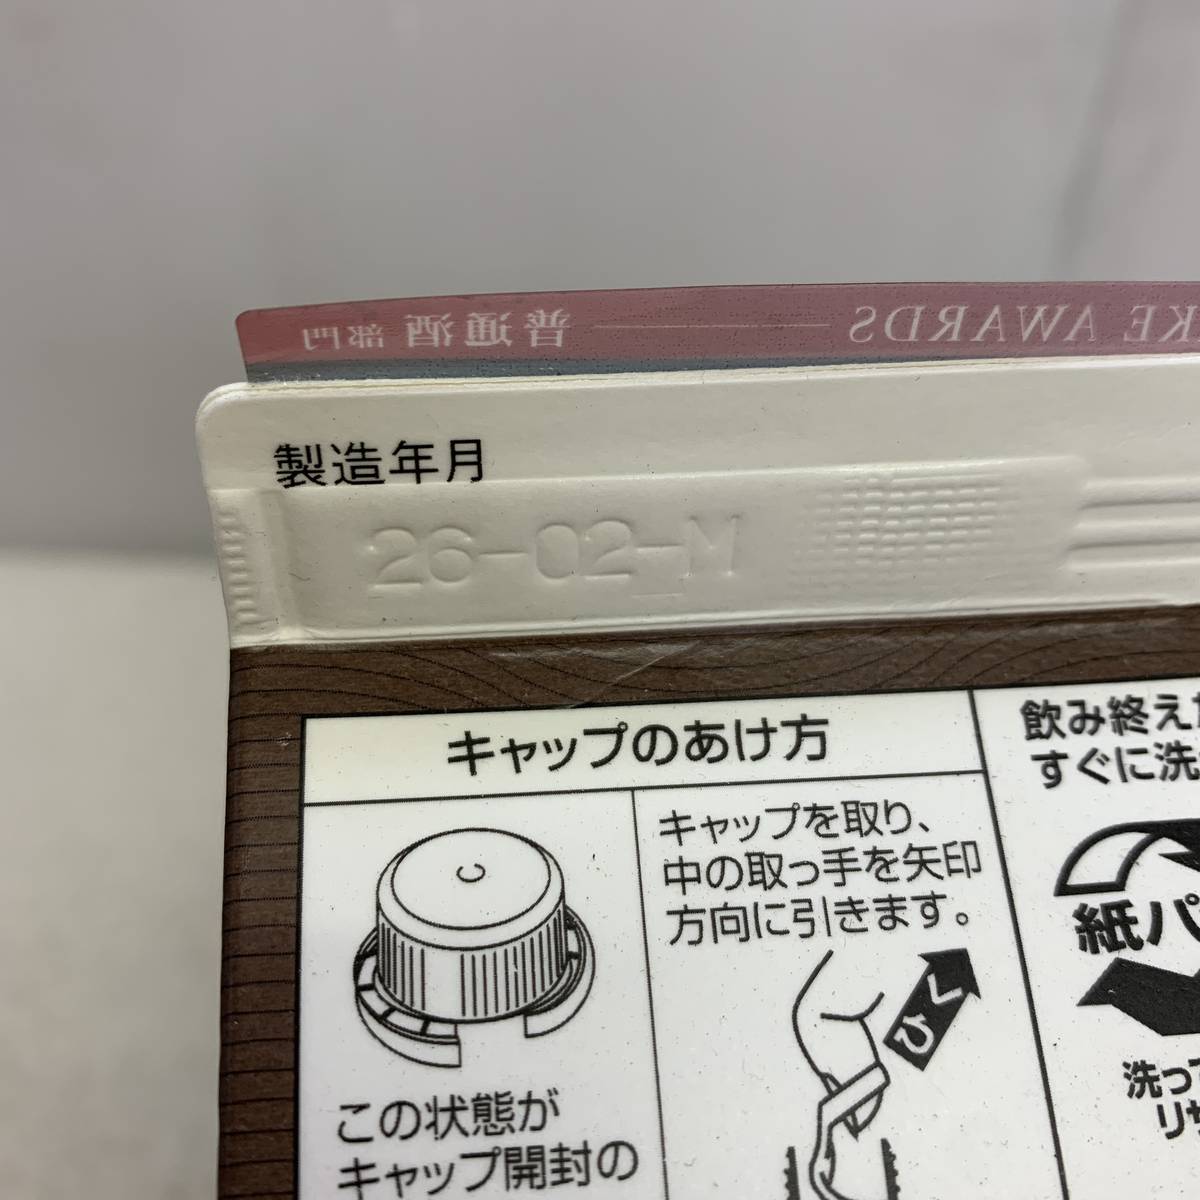 普通酒部門 ——— KE AWARDS
製造年月
26-02-M
キャップのあけ方
キャップを取り、
中の取っ手を矢印
方向に引きます。
ひく
この状態が
キャップ開封の
飲み終えた
すぐに洗
紙パ
洗って
リサ